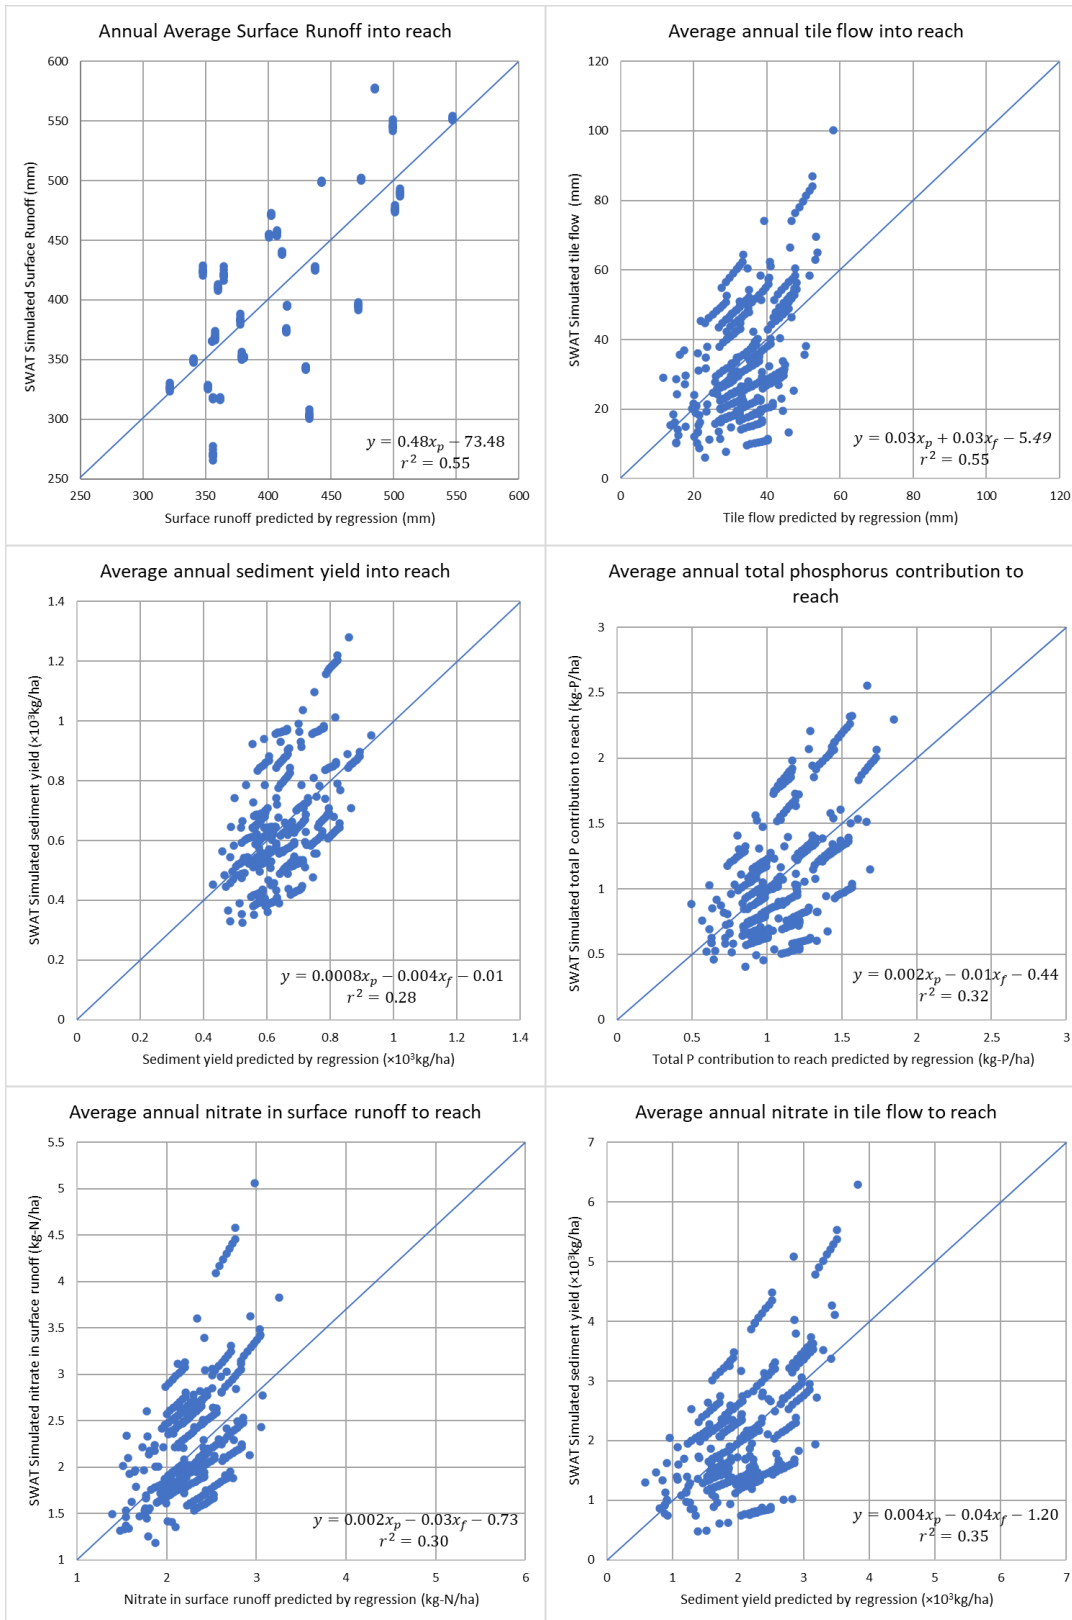 Annual Average Surface Runoff into reach
SWAT Simulated Surface Runoff (mm)
600
550
500
450
400
350
300
250
250 300 350 400 450 500 550 600
y = 0.48xₚ − 73.48
r² = 0.55
Surface runoff predicted by regression (mm)
Average annual tile flow into reach
SWAT Simulated tile flow (mm)
120
100
80
60
40
20
0
0 20 40 60 80 100 120
y = 0.03xₚ + 0.03x_f − 5.49
r² = 0.55
Tile flow predicted by regression (mm)
Average annual sediment yield into reach
SWAT Simulated sediment yield (×10³kg/ha)
1.4
1.2
1
0.8
0.6
0.4
0.2
0
0 0.2 0.4 0.6 0.8 1 1.2 1.4
y = 0.0008xₚ − 0.004x_f − 0.01
r² = 0.28
Sediment yield predicted by regression (×10³kg/ha)
Average annual total phosphorus contribution to
reach
SWAT Simulated total P contribution to reach (kg-P/ha)
3
2.5
2
1.5
1
0.5
0
0 0.5 1 1.5 2 2.5 3
y = 0.002xₚ − 0.01x_f − 0.44
r² = 0.32
Total P contribution to reach predicted by regression (kg-P/ha)
Average annual nitrate in surface runoff to reach
SWAT Simulated nitrate in surface runoff (kg-N/ha)
5.5
5
4.5
4
3.5
3
2.5
2
1.5
1
1 2 3 4 5 6
y = 0.002xₚ − 0.03x_f − 0.73
r² = 0.30
Nitrate in surface runoff predicted by regression (kg-N/ha)
Average annual nitrate in tile flow to reach
SWAT Simulated sediment yield (×10³kg/ha)
7
6
5
4
3
2
1
0
0 1 2 3 4 5 6 7
y = 0.004xₚ − 0.04x_f − 1.20
r² = 0.35
Sediment yield predicted by regression (×10³kg/ha)